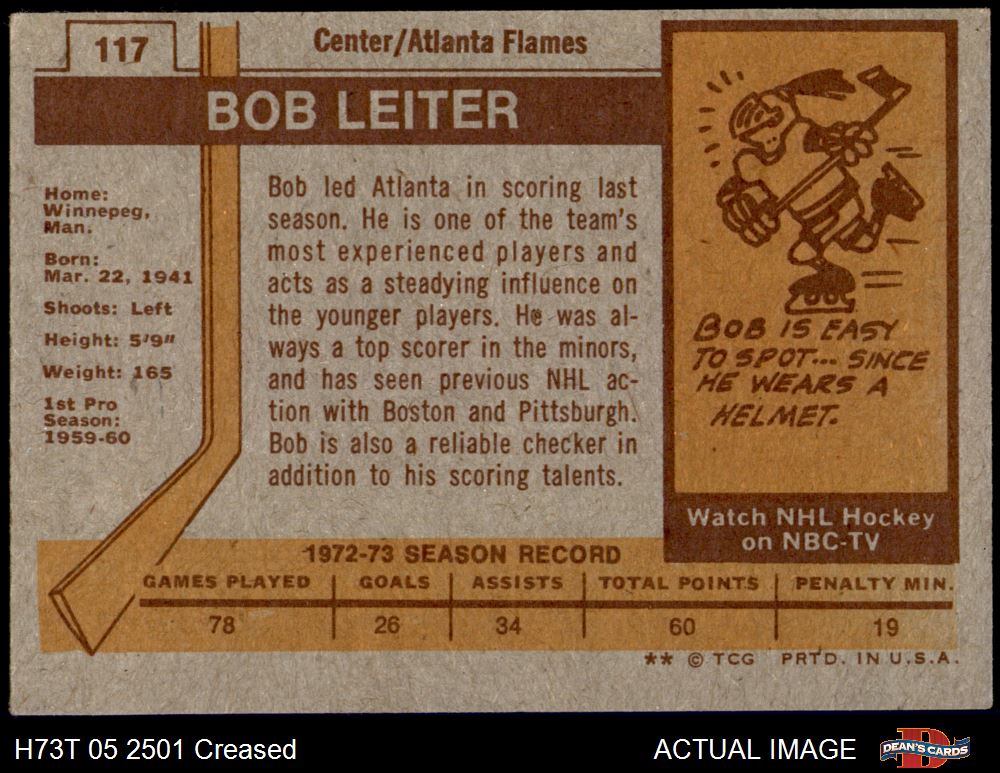 117
Center/Atlanta Flames
BOB LEITER
Home:
Winnepeg,
Man.
Born:
Mar. 22, 1941
Shoots: Left
Height: 5'9"
Weight: 165
1st Pro
Season:
1959-60
Bob led Atlanta in scoring last
season. He is one of the team's
most experienced players and
acts as a steadying influence on
the younger players. He was al-
ways a top scorer in the minors,
and has seen previous NHL ac-
tion with Boston and Pittsburgh.
Bob is also a reliable checker in
addition to his scoring talents.
BOB IS EASY
TO SPOT... SINCE
HE WEARS A
HELMET.
Watch NHL Hockey
on NBC-TV
1972-73 SEASON RECORD
GAMES PLAYED GOALS ASSISTS TOTAL POINTS PENALTY MIN.
78 26 34 60 19
** © TCG PRTD. IN U.S.A.
H73T 05 2501 Creased
ACTUAL IMAGE
DEAN'S CARDS